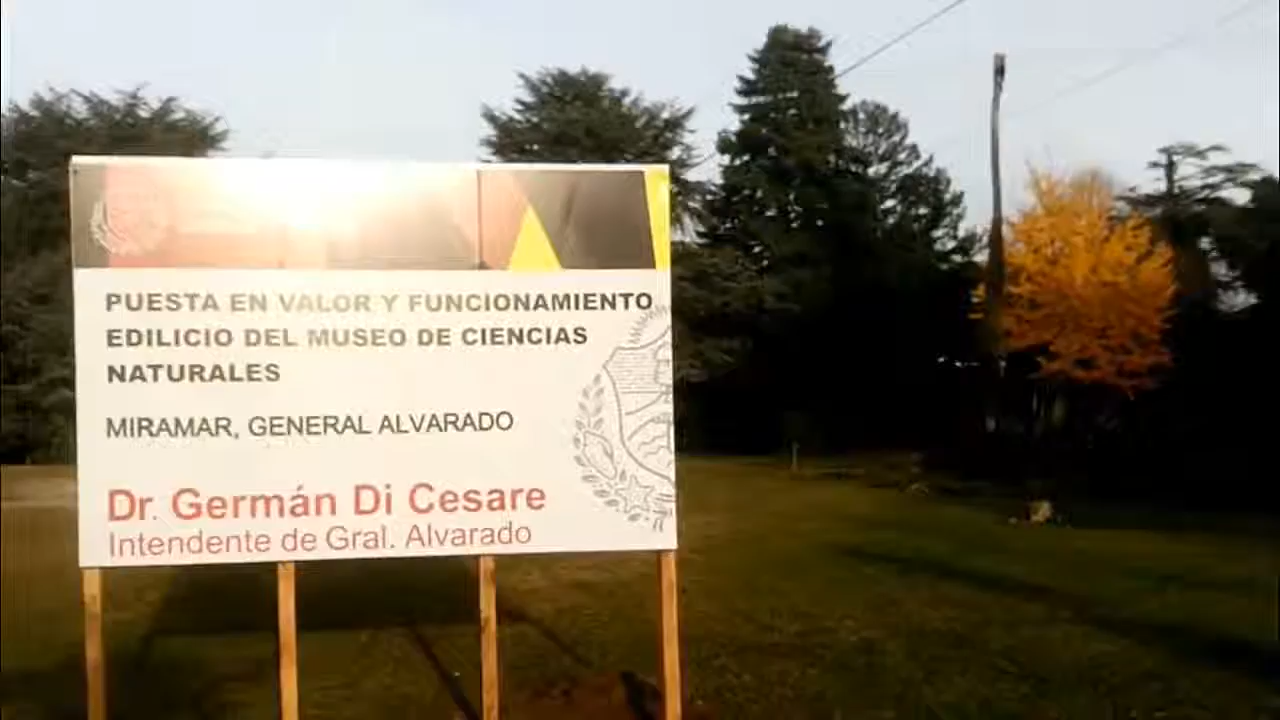 PUESTA EN VALOR Y FUNCIONAMIENTO
EDILICIO DEL MUSEO DE CIENCIAS
NATURALES
MIRAMAR, GENERAL ALVARADO
Dr. Germán Di Cesare
Intendente de Gral. Alvarado